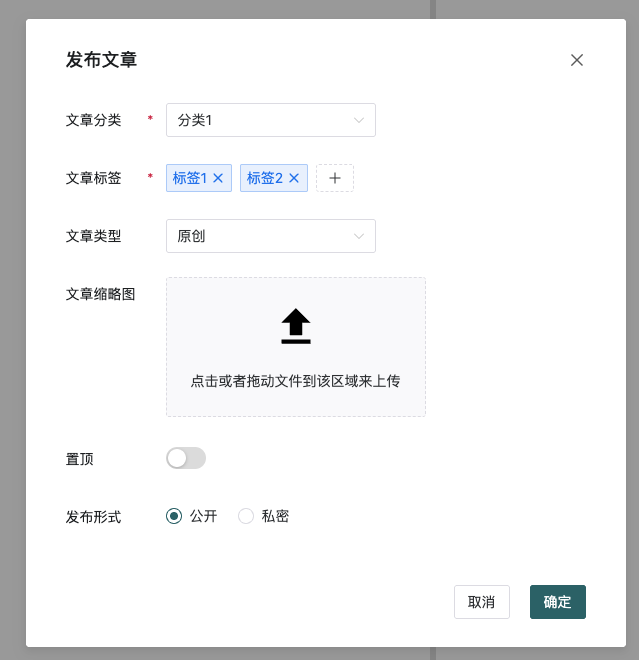 发布文章
文章分类 * 分类1
文章标签 * 标签1 标签2
文章类型 原创
文章缩略图
点击或者拖动文件到该区域来上传
置顶
发布形式 公开 私密
取消 确定